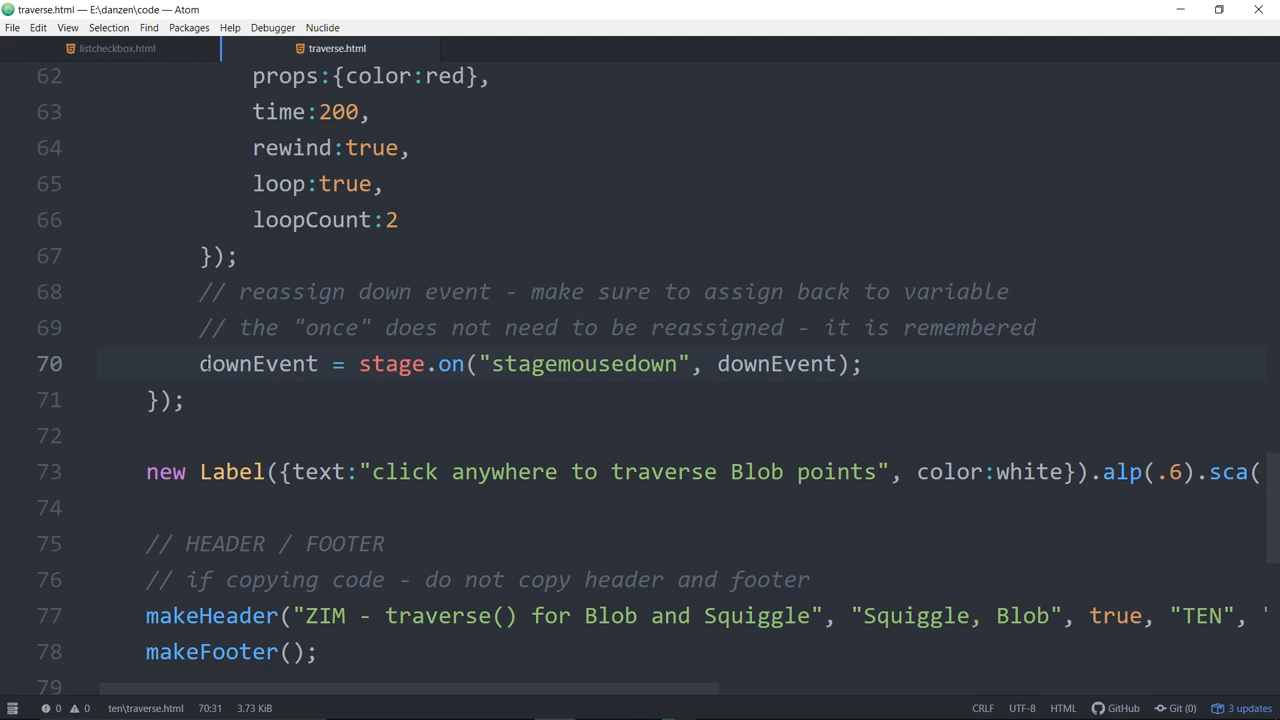 traverse.html — E:\danzen\code — Atom
File Edit View Selection Find Packages Help Debugger Nuclide
listcheckbox.html traverse.html
62 props:{color:red},
63 time:200,
64 rewind:true,
65 loop:true,
66 loopCount:2
67 });
68 // reassign down event - make sure to assign back to variable
69 // the "once" does not need to be reassigned - it is remembered
70 downEvent = stage.on("stagemousedown", downEvent);
71 });
72
73 new Label({text:"click anywhere to traverse Blob points", color:white}).alp(.6).sca(
74
75 // HEADER / FOOTER
76 // if copying code - do not copy header and footer
77 makeHeader("ZIM - traverse() for Blob and Squiggle", "Squiggle, Blob", true, "TEN", "
78 makeFooter();
79
0 0 ten\traverse.html 70:31 3.73 KiB CRLF UTF-8 HTML GitHub Git (0) 3 updates